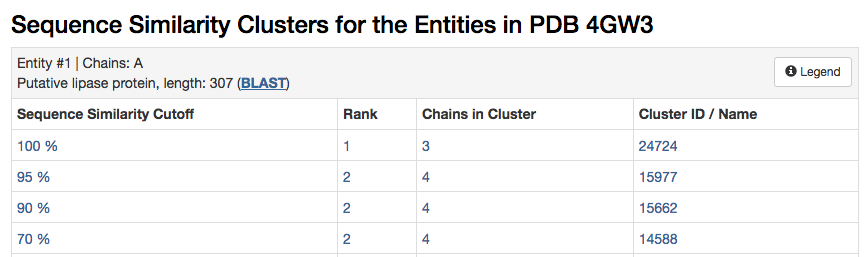 Sequence Similarity Clusters for the Entities in PDB 4GW3
Entity #1 | Chains: A
Putative lipase protein, length: 307 (BLAST)
Legend
Sequence Similarity Cutoff Rank Chains in Cluster Cluster ID / Name
100 % 1 3 24724
95 % 2 4 15977
90 % 2 4 15662
70 % 2 4 14588